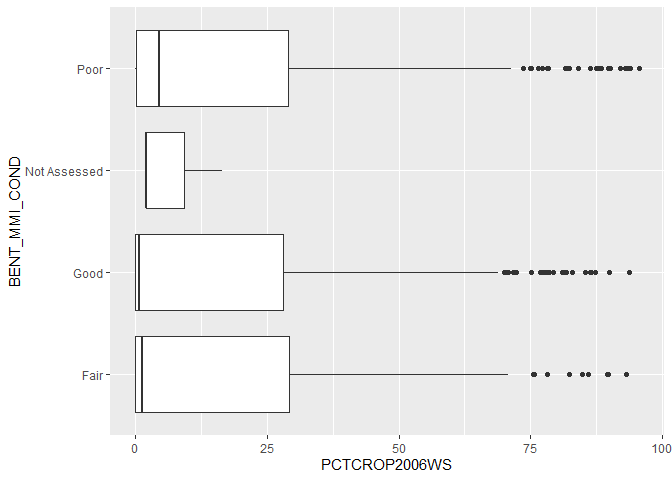 Poor
Not Assessed
Good
Fair
BENT_MMI_COND
0 25 50 75 100
PCTCROP2006WS